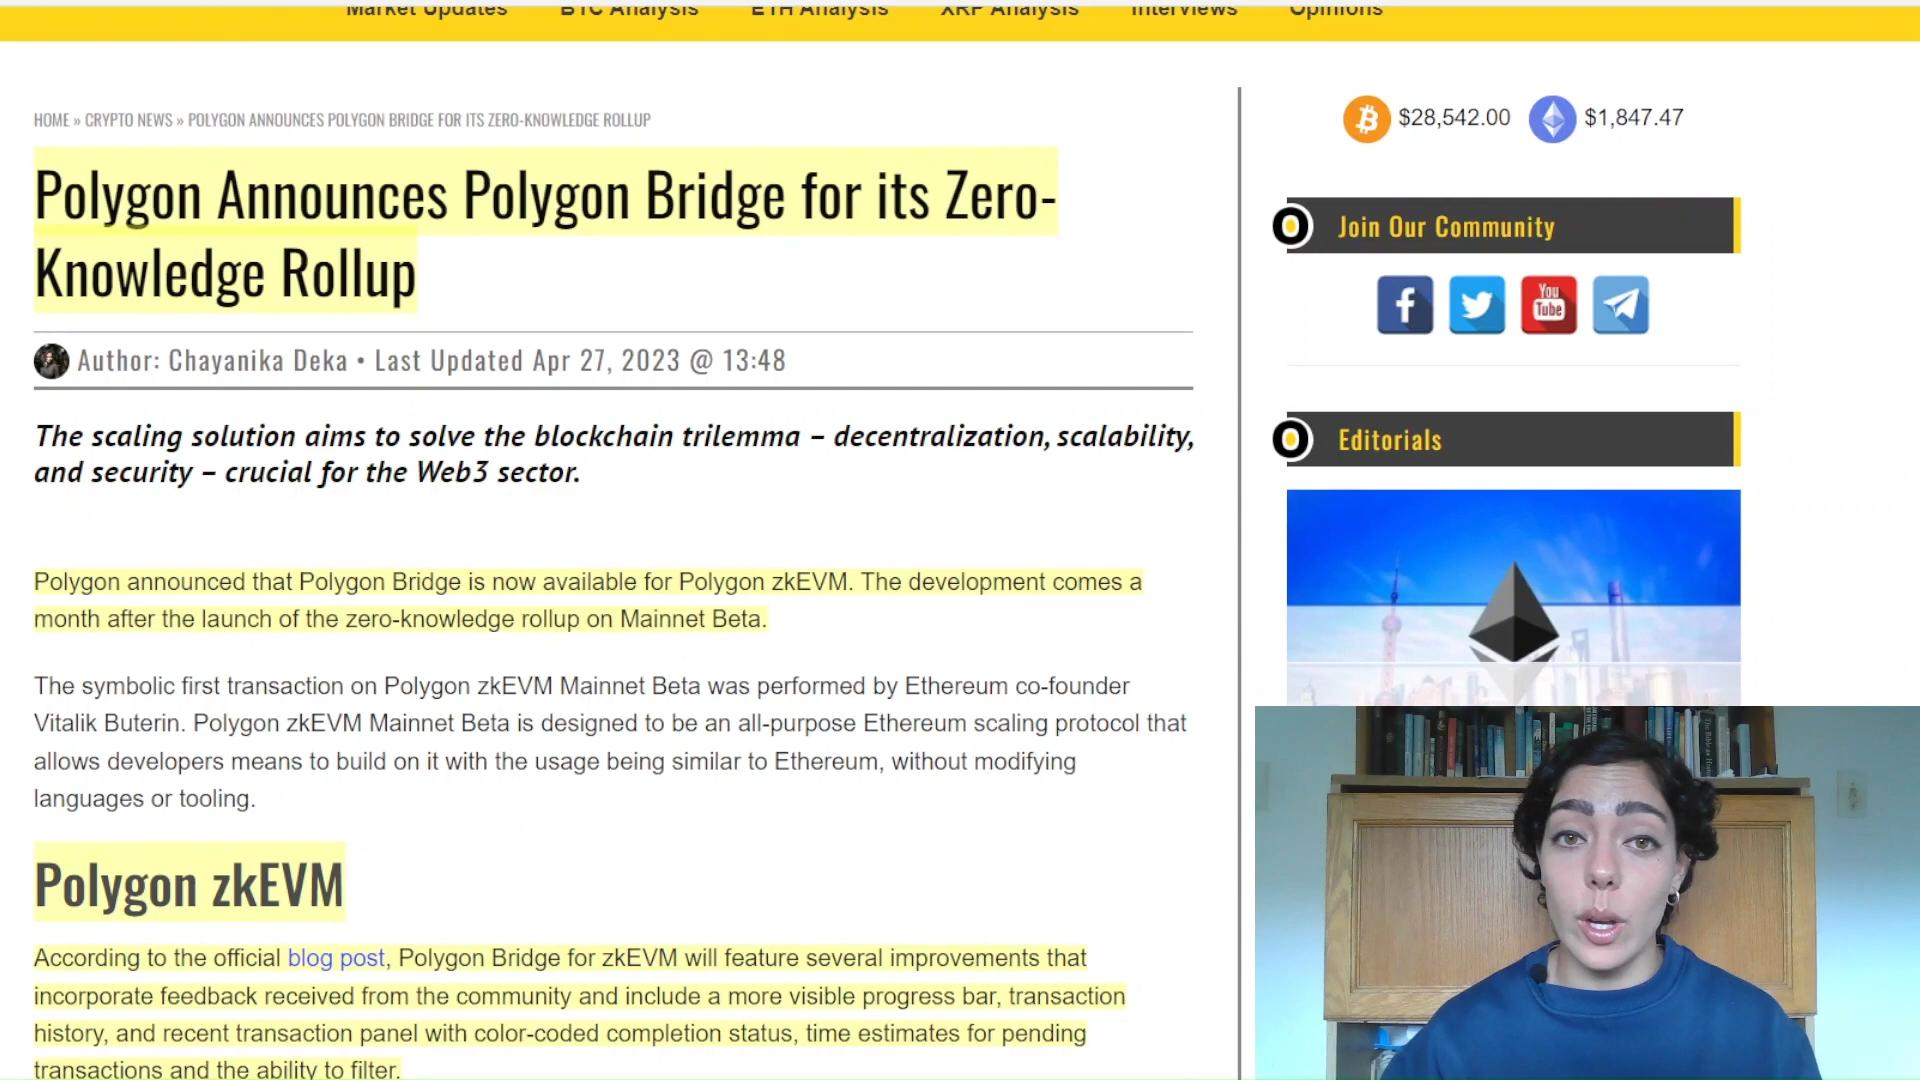 Market Updates BTC Analysis ETH Analysis XRP Analysis Interviews Opinions
HOME » CRYPTO NEWS » POLYGON ANNOUNCES POLYGON BRIDGE FOR ITS ZERO-KNOWLEDGE ROLLUP
Polygon Announces Polygon Bridge for its Zero-
Knowledge Rollup
Author: Chayanika Deka • Last Updated Apr 27, 2023 @ 13:48
The scaling solution aims to solve the blockchain trilemma – decentralization, scalability,
and security – crucial for the Web3 sector.
Polygon announced that Polygon Bridge is now available for Polygon zkEVM. The development comes a
month after the launch of the zero-knowledge rollup on Mainnet Beta.
The symbolic first transaction on Polygon zkEVM Mainnet Beta was performed by Ethereum co-founder
Vitalik Buterin. Polygon zkEVM Mainnet Beta is designed to be an all-purpose Ethereum scaling protocol that
allows developers means to build on it with the usage being similar to Ethereum, without modifying
languages or tooling.
Polygon zkEVM
According to the official blog post, Polygon Bridge for zkEVM will feature several improvements that
incorporate feedback received from the community and include a more visible progress bar, transaction
history, and recent transaction panel with color-coded completion status, time estimates for pending
transactions and the ability to filter.
$28,542.00 $1,847.47
Join Our Community
You
Tube
Editorials